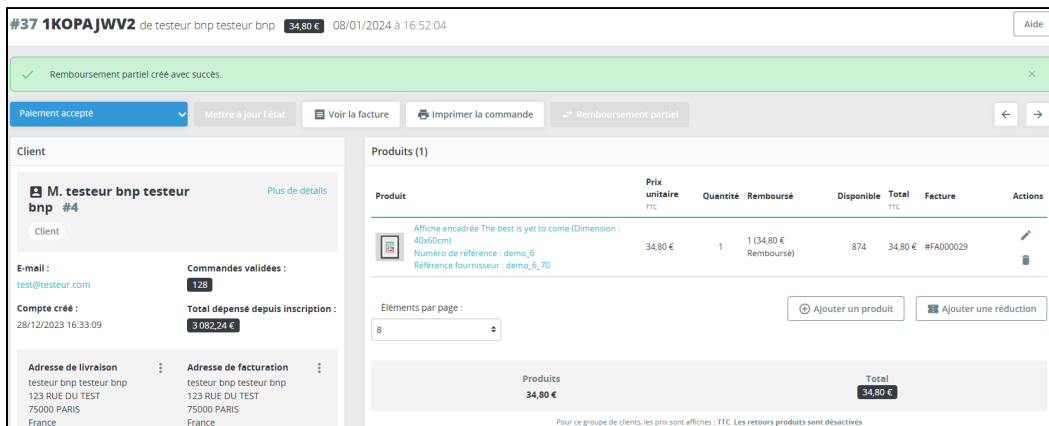 #37 1KOPAJWV2 de testeur bnp testeur bnp 34,80 € 08/01/2024 à 16:52:04
Aide
Remboursement partiel créé avec succès.
Paiement accepté
Mettre à jour l'état
Voir la facture
Imprimer la commande
Remboursement partiel
Client
M. testeur bnp testeur
bnp #4
Plus de détails
Client
E-mail :
test@testeur.com
Commandes validées :
128
Compte créé :
28/12/2023 16:33:09
Total dépensé depuis inscription :
3 082,24 €
Adresse de livraison
testeur bnp testeur bnp
123 RUE DU TEST
75000 PARIS
France
Adresse de facturation
testeur bnp testeur bnp
123 RUE DU TEST
75000 PARIS
France
Produits (1)
Produit
Prix
unitaire
TTC
Quantité
Remboursé
Disponible
Total
TTC
Facture
Actions
Affiche encadrée The best is yet to come (Dimension :
40x60cm)
Numéro de référence : demo_6
Référence fournisseur : demo_6_70
34,80 €
1
1 (34,80 €
Remboursé)
874
34,80 €
#FA000029
Éléments par page :
8
Ajouter un produit
Ajouter une réduction
Produits
34,80 €
Total
34,80 €
Pour ce groupe de clients, les prix sont affichés : TTC. Les retours produits sont désactivés